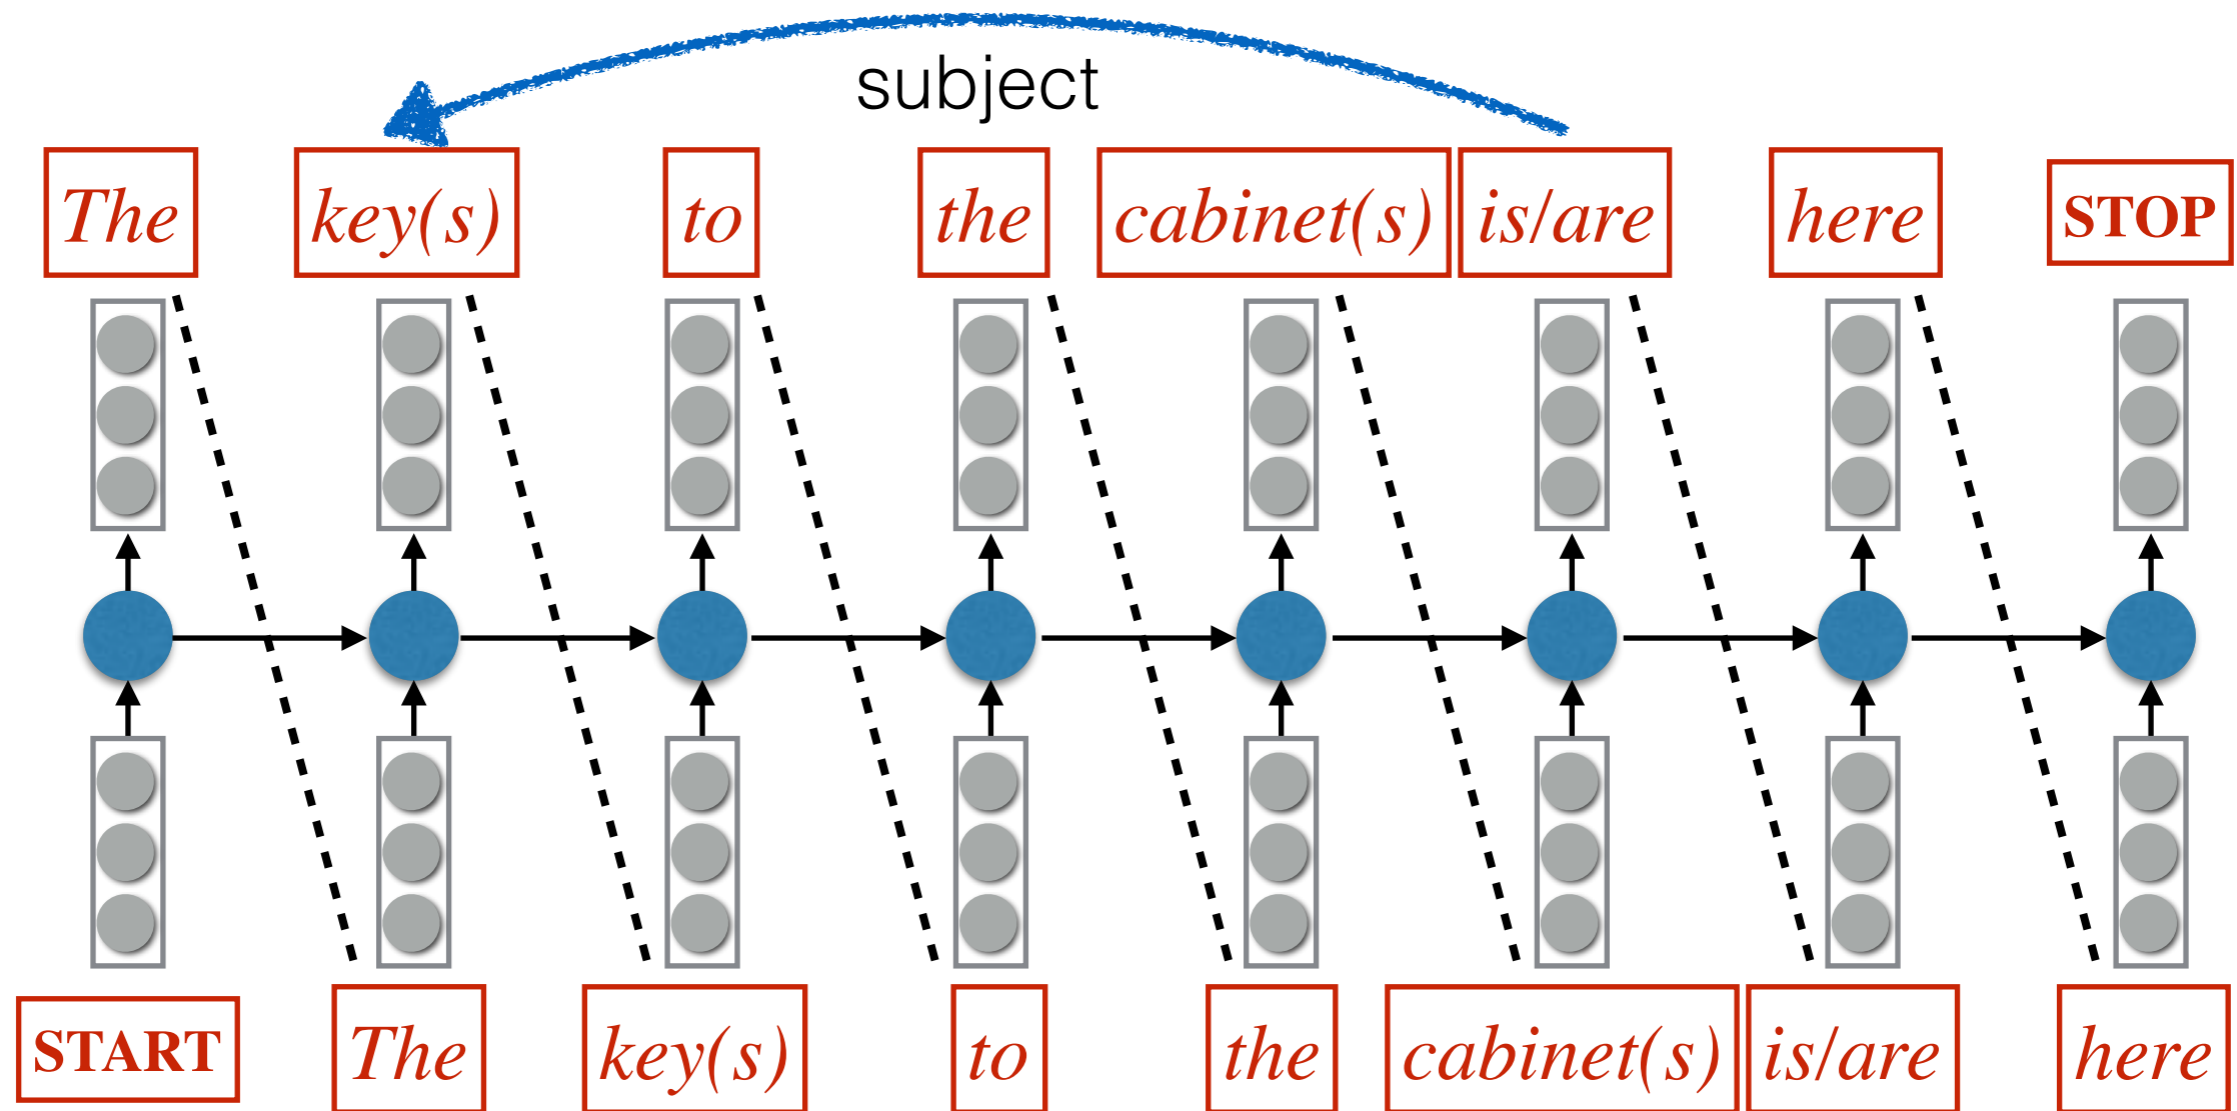 subject
The key(s) to the cabinet(s) is/are here STOP
START The key(s) to the cabinet(s) is/are here